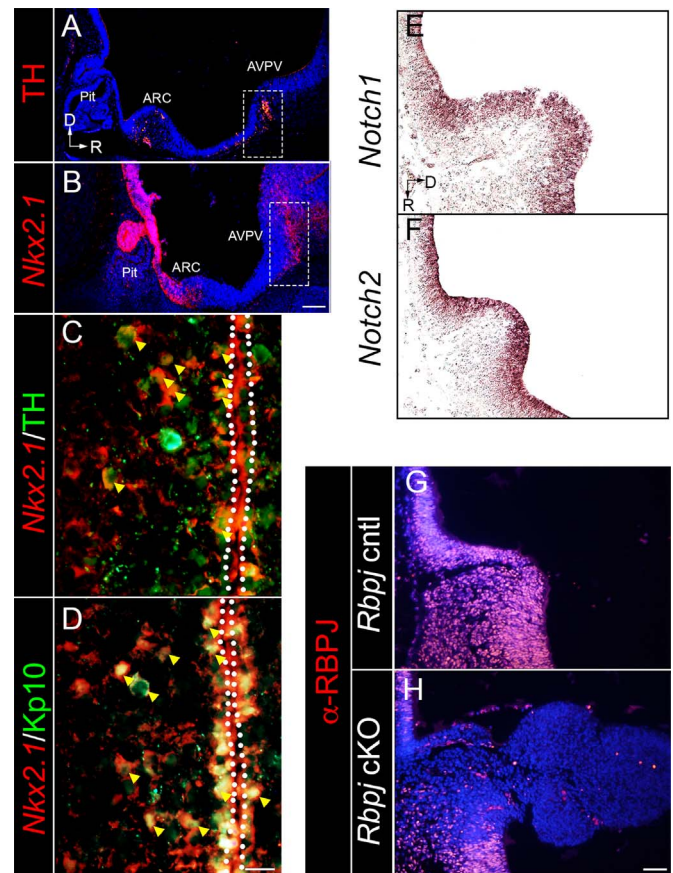 A
TH
AVPV
ARC
Pit
D
R
B
Nkx2.1
AVPV
ARC
Pit
C
Nkx2.1/TH
D
Nkx2.1/Kp10
E
Notch1
D
R
F
Notch2
α-RBPJ
G
Rbpj cntl
H
Rbpj cKO